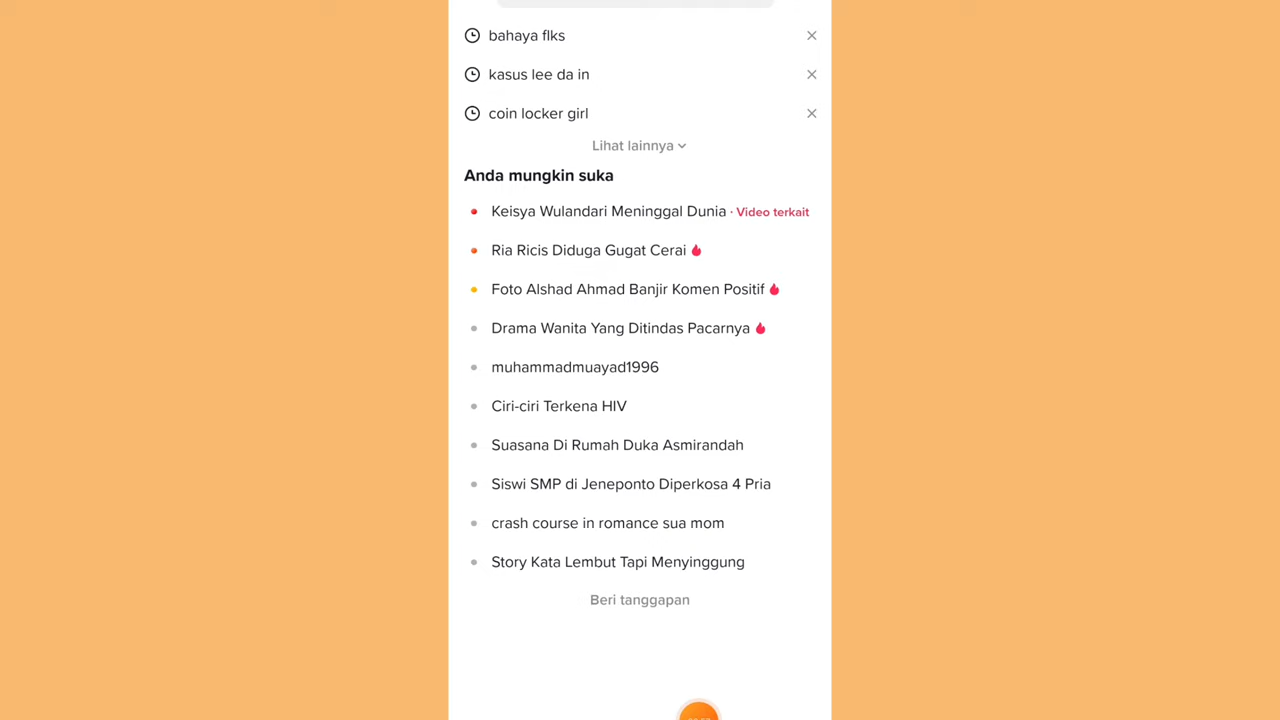 bahaya flks
kasus lee da in
coin locker girl
Lihat lainnya
Anda mungkin suka
Keisya Wulandari Meninggal Dunia · Video terkait
Ria Ricis Diduga Gugat Cerai
Foto Alshad Ahmad Banjir Komen Positif
Drama Wanita Yang Ditindas Pacarnya
muhammadmuayad1996
Ciri-ciri Terkena HIV
Suasana Di Rumah Duka Asmirandah
Siswi SMP di Jeneponto Diperkosa 4 Pria
crash course in romance sua mom
Story Kata Lembut Tapi Menyinggung
Beri tanggapan